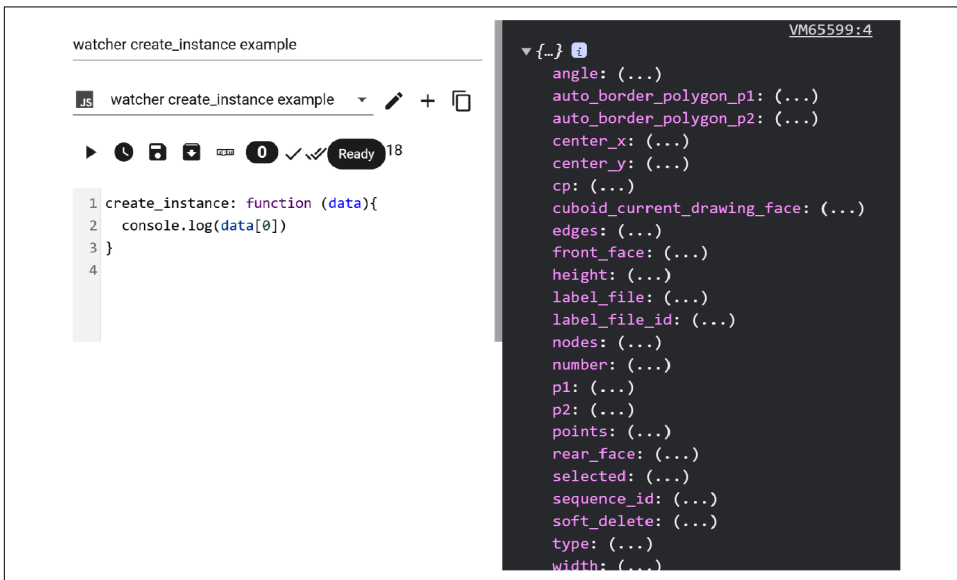 watcher create_instance example
JS watcher create_instance example
0 Ready 18
1 create_instance: function (data){
2 console.log(data[0])
3 }
4
VM65599:4
▼{…} i
angle: (...)
auto_border_polygon_p1: (...)
auto_border_polygon_p2: (...)
center_x: (...)
center_y: (...)
cp: (...)
cuboid_current_drawing_face: (...)
edges: (...)
front_face: (...)
height: (...)
label_file: (...)
label_file_id: (...)
nodes: (...)
number: (...)
p1: (...)
p2: (...)
points: (...)
rear_face: (...)
selected: (...)
sequence_id: (...)
soft_delete: (...)
type: (...)
width: (...)